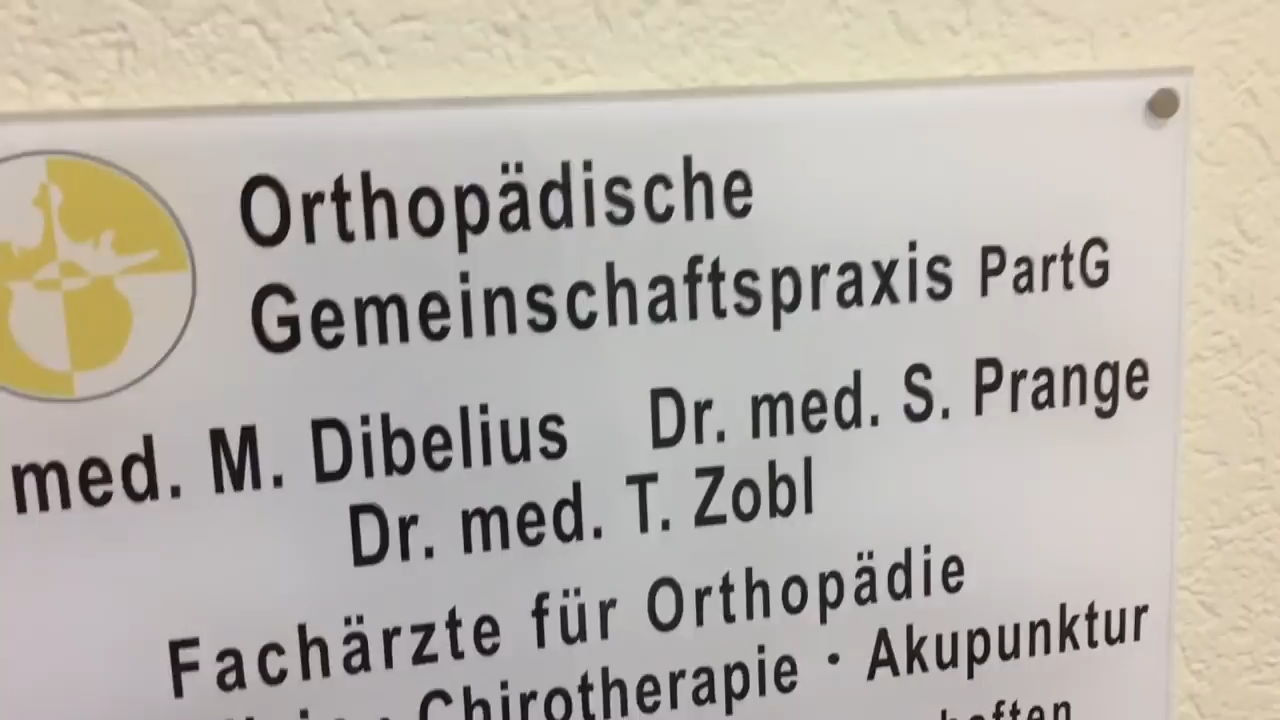 Orthopädische
Gemeinschaftspraxis PartG
med. M. Dibelius Dr. med. S. Prange
Dr. med. T. Zobl
Fachärzte für Orthopädie
· Chirotherapie · Akupunktur